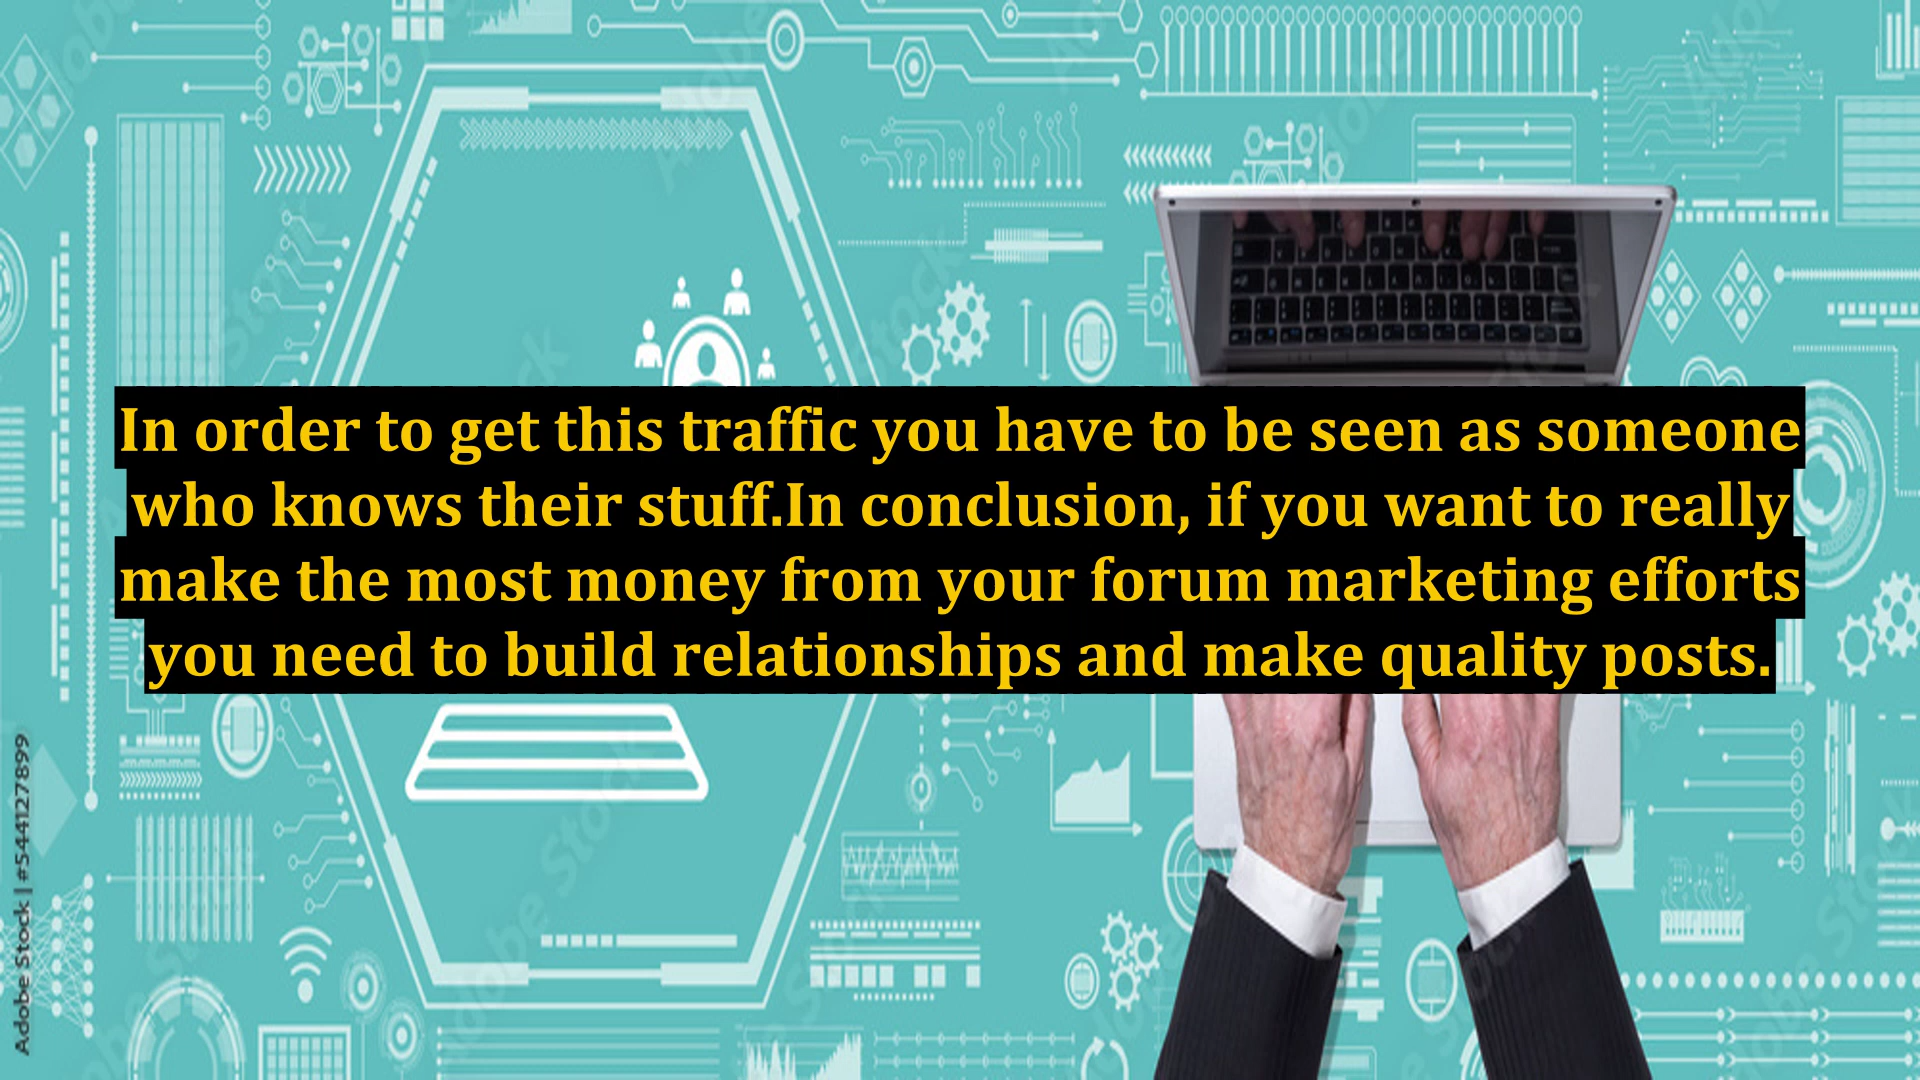 In order to get this traffic you have to be seen as someone
who knows their stuff.In conclusion, if you want to really
make the most money from your forum marketing efforts
you need to build relationships and make quality posts.
Adobe Stock | #544127899
Adobe Stock